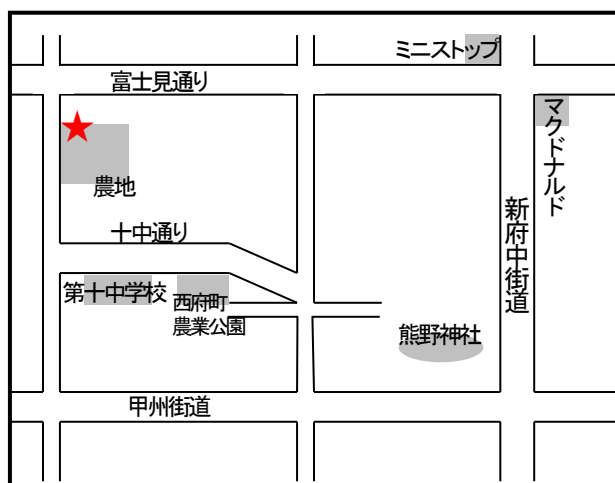 ミニストップ
富士見通り
マクドナルド
農地
新府中街道
十中通り
第十中学校
西府町
農業公園
熊野神社
甲州街道